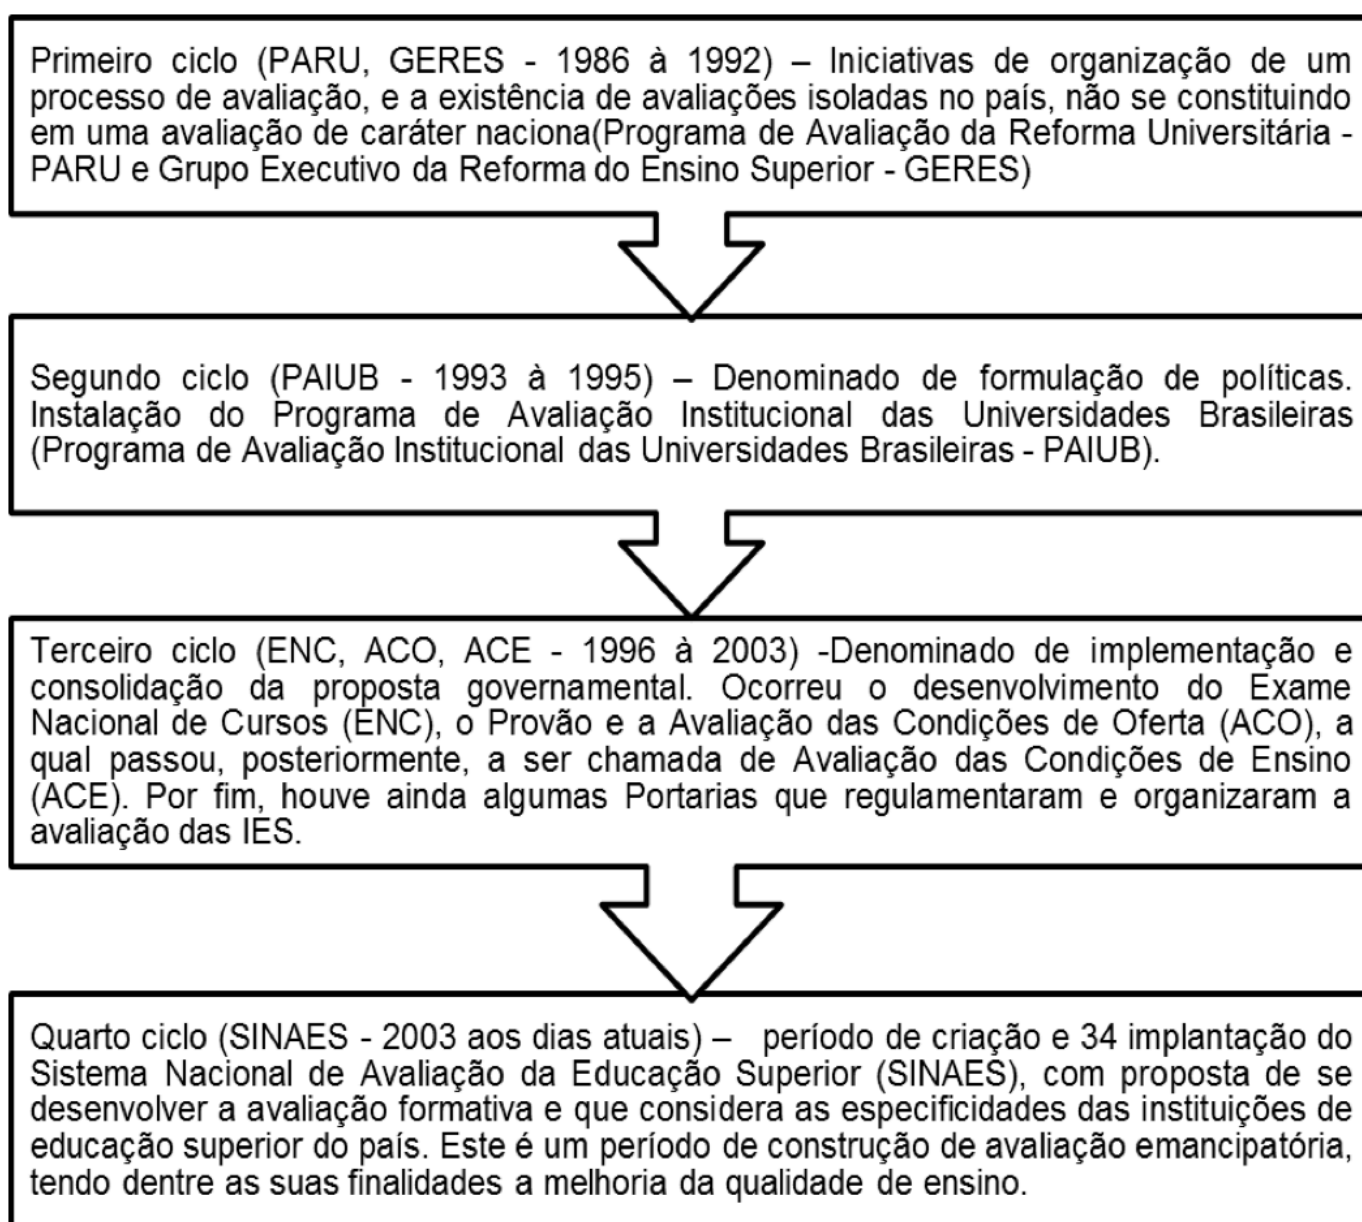 Primeiro ciclo (PARU, GERES - 1986 à 1992) – Iniciativas de organização de um
processo de avaliação, e a existência de avaliações isoladas no país, não se constituindo
em uma avaliação de caráter naciona(Programa de Avaliação da Reforma Universitária -
PARU e Grupo Executivo da Reforma do Ensino Superior - GERES)
Segundo ciclo (PAIUB - 1993 à 1995) – Denominado de formulação de políticas.
Instalação do Programa de Avaliação Institucional das Universidades Brasileiras
(Programa de Avaliação Institucional das Universidades Brasileiras - PAIUB).
Terceiro ciclo (ENC, ACO, ACE - 1996 à 2003) -Denominado de implementação e
consolidação da proposta governamental. Ocorreu o desenvolvimento do Exame
Nacional de Cursos (ENC), o Provão e a Avaliação das Condições de Oferta (ACO), a
qual passou, posteriormente, a ser chamada de Avaliação das Condições de Ensino
(ACE). Por fim, houve ainda algumas Portarias que regulamentaram e organizaram a
avaliação das IES.
Quarto ciclo (SINAES - 2003 aos dias atuais) – período de criação e 34 implantação do
Sistema Nacional de Avaliação da Educação Superior (SINAES), com proposta de se
desenvolver a avaliação formativa e que considera as especificidades das instituições de
educação superior do país. Este é um período de construção de avaliação emancipatória,
tendo dentre as suas finalidades a melhoria da qualidade de ensino.